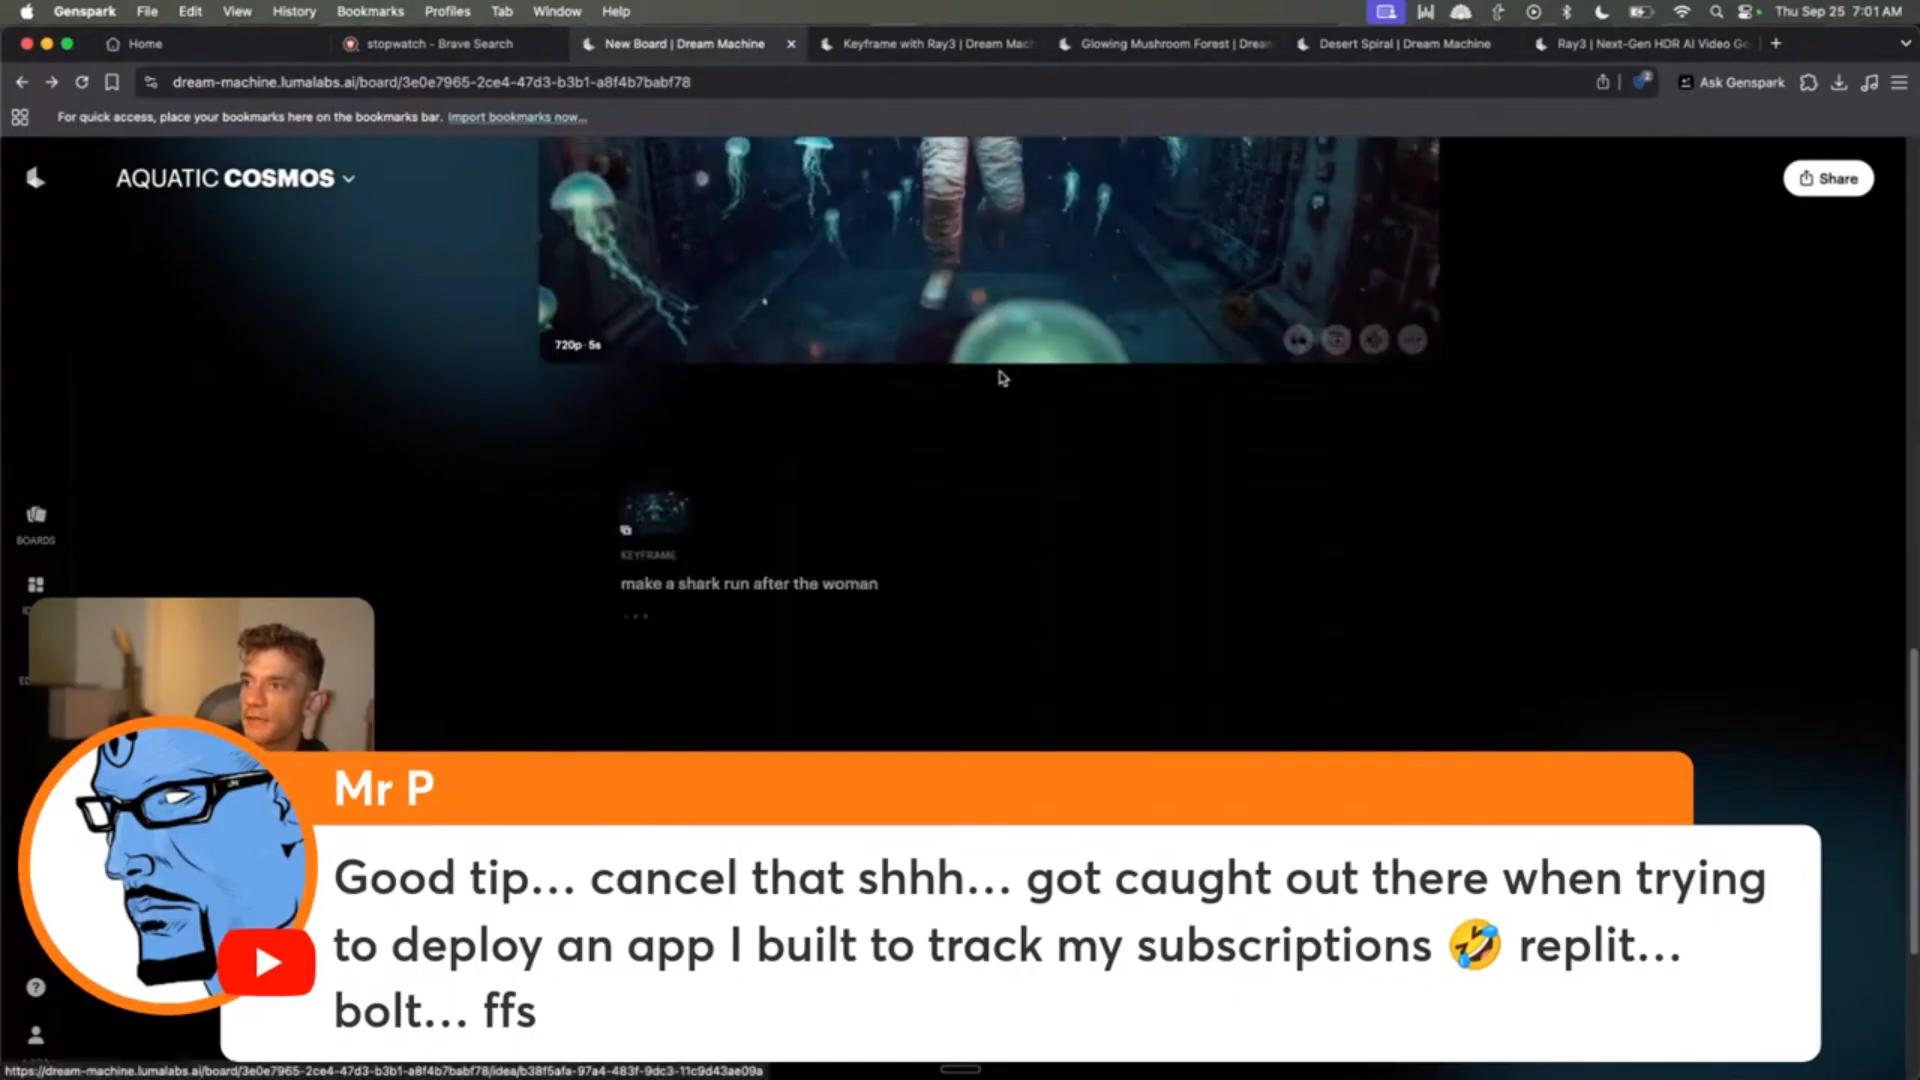 Genspark File Edit View History Bookmarks Profiles Tab Window Help Thu Sep 25 7:01 AM
Home stopwatch - Brave Search New Board | Dream Machine Keyframe with Ray3 | Dream Mac Glowing Mushroom Forest | Drea Desert Spiral | Dream Machine Ray3 | Next-Gen HDR AI Video Ge
dream-machine.lumalabs.ai/board/3e0e7965-2ce4-47d3-b3b1-a8f4b7babf78 2 Ask Genspark
For quick access, place your bookmarks here on the bookmarks bar. Import bookmarks now...
AQUATIC COSMOS Share
720p · 5s
BOARDS
KEYFRAME
make a shark run after the woman
Mr P
Good tip... cancel that shhh... got caught out there when trying
to deploy an app I built to track my subscriptions 🤣 replit...
bolt... ffs
https://dream-machine.lumalabs.ai/board/3e0e7965-2ce4-47d3-b3b1-a8f4b7babf78/idea/b38f5afa-97a4-483f-9dc3-11c9d43ae09a